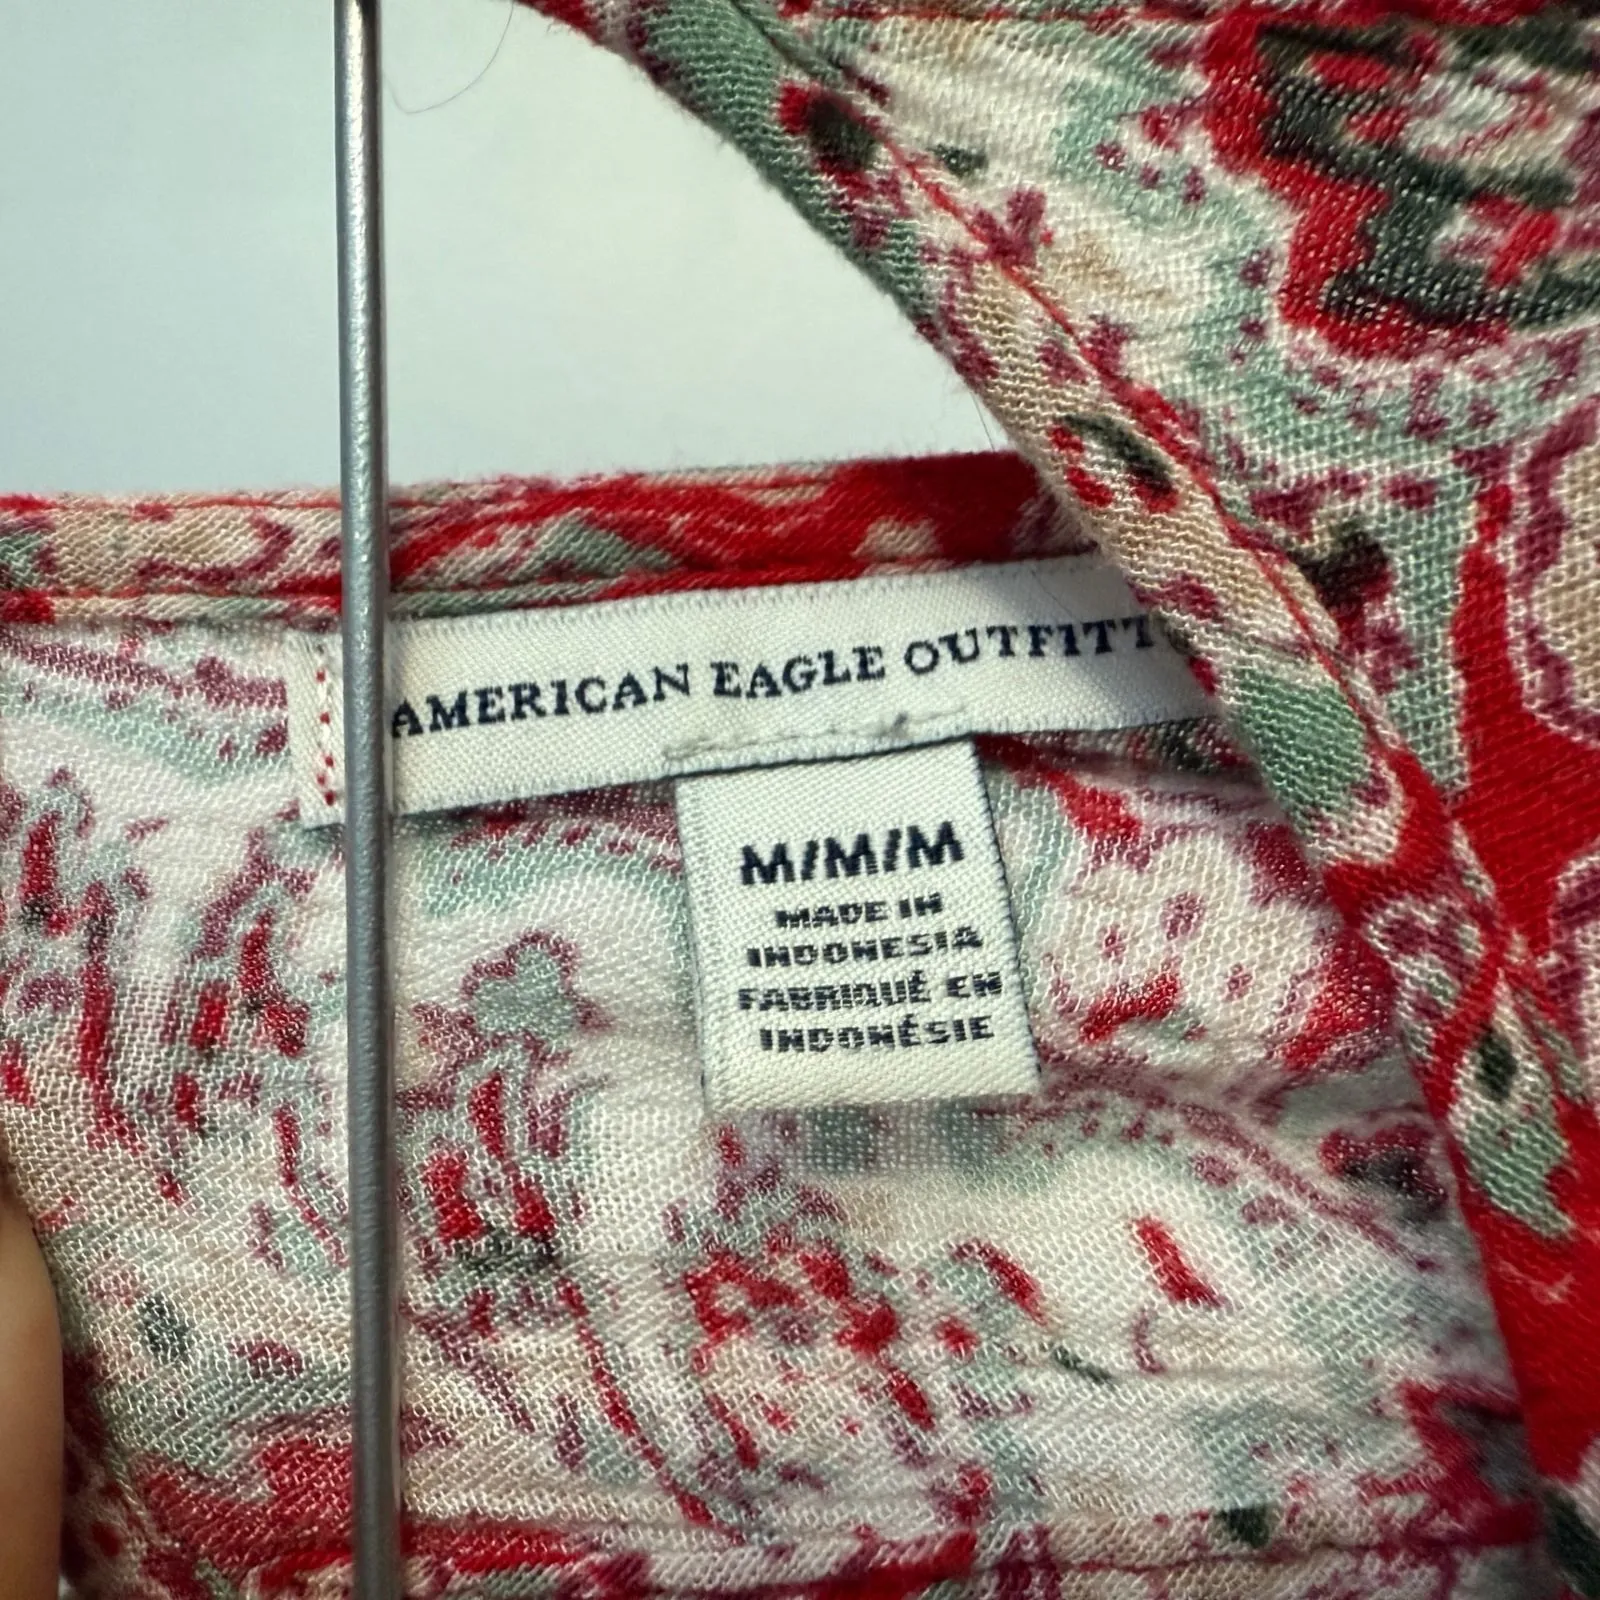 AMERICAN EAGLE OUTFITT
M/M/M
MADE IN
INDONESIA
FABRIQUÉ EN
INDONÉSIE